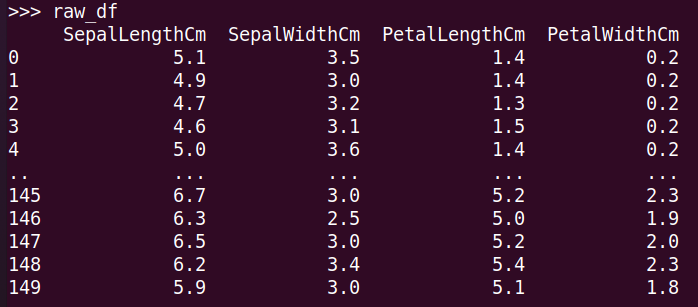 >>> raw_df
SepalLengthCm SepalWidthCm PetalLengthCm PetalWidthCm
0 5.1 3.5 1.4 0.2
1 4.9 3.0 1.4 0.2
2 4.7 3.2 1.3 0.2
3 4.6 3.1 1.5 0.2
4 5.0 3.6 1.4 0.2
.. ... ... ... ...
145 6.7 3.0 5.2 2.3
146 6.3 2.5 5.0 1.9
147 6.5 3.0 5.2 2.0
148 6.2 3.4 5.4 2.3
149 5.9 3.0 5.1 1.8